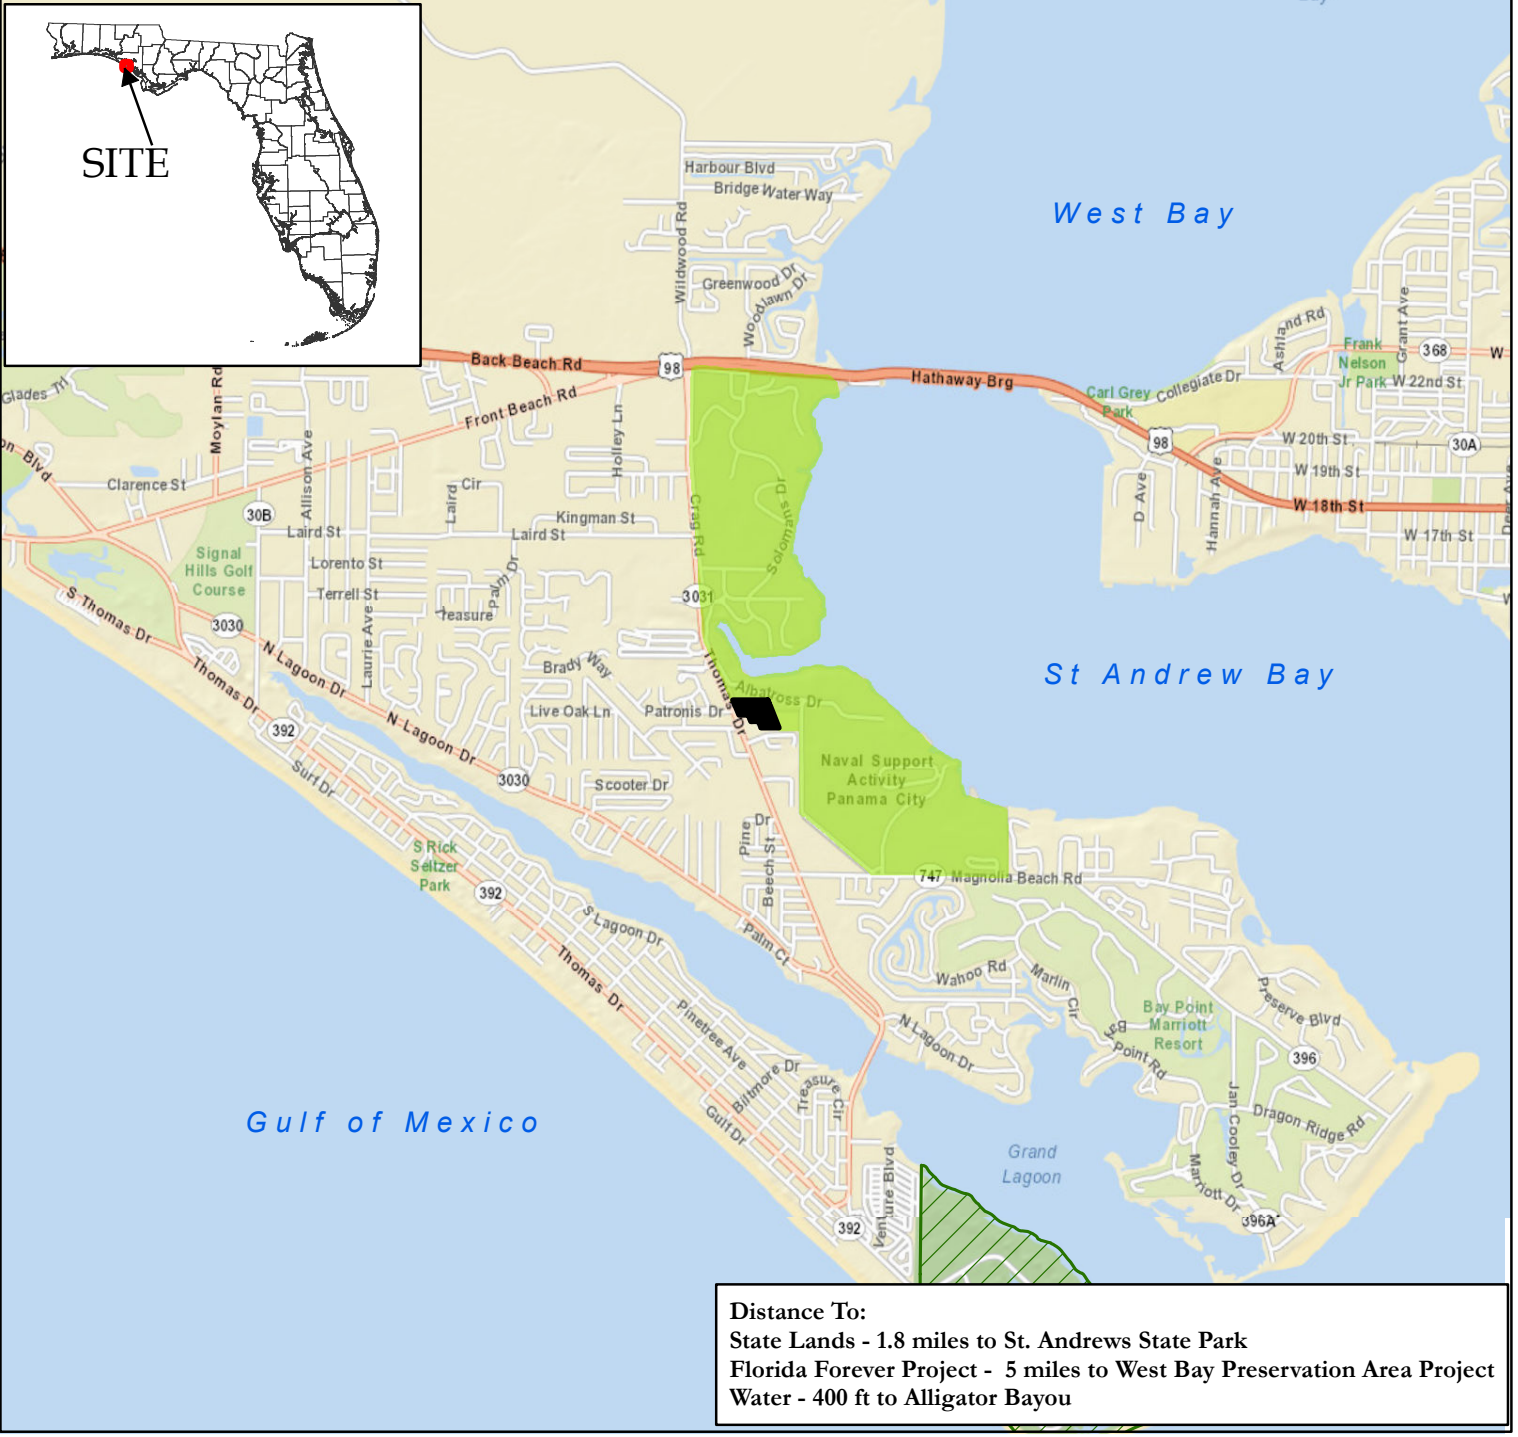 SITE
Bay
West Bay
St Andrew Bay
Gulf of Mexico
Grand
Lagoon
Harbour Blvd
Bridge Water Way
Wildwood Rd
Greenwood Dr
Woodlawn Dr
Back Beach Rd
98
Hathaway Brg
Front Beach Rd
Glades Trl
Moylan Rd
on Blvd
Clarence St
Allison Ave
30B
Laird St
Laird
Cir
Holley Ln
Kingman St
Laird St
Crag Rd
Solomans Dr
Signal
Hills Golf
Course
Lorento St
Terrell St
Laurie Ave
Treasure
Palm Dr
3031
3030
S Thomas Dr
Thomas Dr
N Lagoon Dr
N Lagoon Dr
392
Surf Dr
Brady Way
Live Oak Ln
Patronis Dr
Thomas Dr
Albatross Dr
3030
Scooter Dr
Naval Support
Activity
Panama City
Pine
Dr
Beech St
747
Magnolia Beach Rd
S Rick
Seltzer
Park
392
S Lagoon Dr
Thomas Dr
Palm Ct
Pinetree Ave
Biltmore Dr
Treasure Cir
Gulf Dr
392
Venture Blvd
N Lagoon Dr
Wahoo Rd
Marlin
Cir
Bay
Point Rd
Bay Point
Marriott
Resort
Preserve Blvd
396
Jan Cooley Dr
Dragon Ridge Rd
Marriott Dr
396A
Ashland Rd
Grant Ave
Frank
Nelson
Jr Park
368
W
W 22nd St
Carl Grey
Park
Collegiate Dr
98
W 20th St
30A
W 19th St
D Ave
Hannah Ave
W 18th St
W 17th St
Deer Ave
W
Distance To:
State Lands - 1.8 miles to St. Andrews State Park
Florida Forever Project - 5 miles to West Bay Preservation Area Project
Water - 400 ft to Alligator Bayou